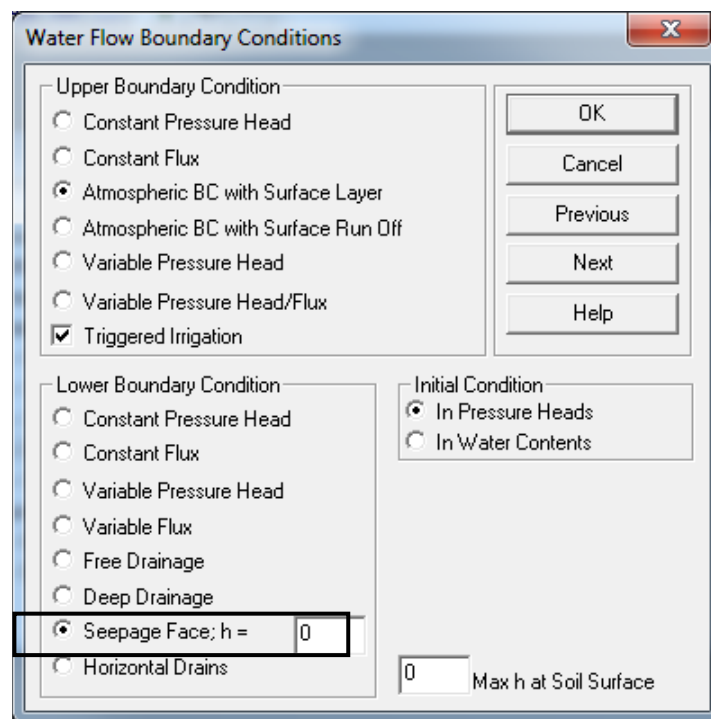 Water Flow Boundary Conditions
Upper Boundary Condition
Constant Pressure Head
Constant Flux
Atmospheric BC with Surface Layer
Atmospheric BC with Surface Run Off
Variable Pressure Head
Variable Pressure Head/Flux
Triggered Irrigation
OK
Cancel
Previous
Next
Help
Lower Boundary Condition
Constant Pressure Head
Constant Flux
Variable Pressure Head
Variable Flux
Free Drainage
Deep Drainage
Seepage Face; h = 0
Horizontal Drains
Initial Condition
In Pressure Heads
In Water Contents
0 Max h at Soil Surface